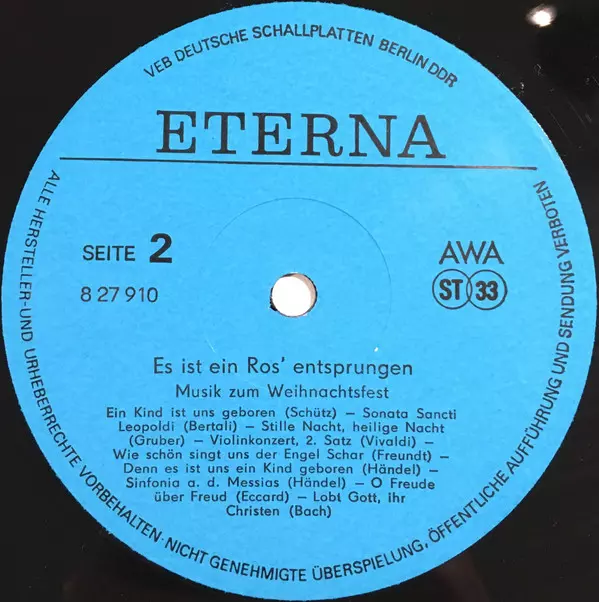 VEB DEUTSCHE SCHALLPLATTEN BERLIN DDR
ETERNA
SEITE 2
8 27 910
AWA
ST 33
Es ist ein Ros' entsprungen
Musik zum Weihnachtsfest
Ein Kind ist uns geboren (Schütz) – Sonata Sancti
Leopoldi (Bertali) – Stille Nacht, heilige Nacht
(Gruber) – Violinkonzert, 2. Satz (Vivaldi) –
Wie schön singt uns der Engel Schar (Freundt) –
Denn es ist uns ein Kind geboren (Händel) –
Sinfonia a. d. Messias (Händel) – O Freude
über Freud (Eccard) – Lobt Gott, ihr
Christen (Bach)
ALLE HERSTELLER- UND URHEBERRECHTE VORBEHALTEN · NICHT GENEHMIGTE ÜBERSPIELUNG, ÖFFENTLICHE AUFFÜHRUNG UND SENDUNG VERBOTEN